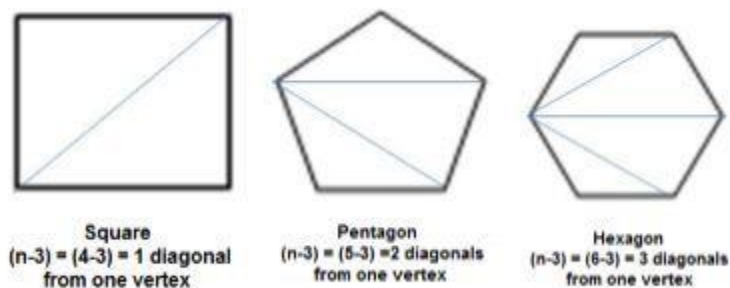 Square
(n-3) = (4-3) = 1 diagonal
from one vertex
Pentagon
(n-3) = (5-3) =2 diagonals
from one vertex
Hexagon
(n-3) = (6-3) = 3 diagonals
from one vertex